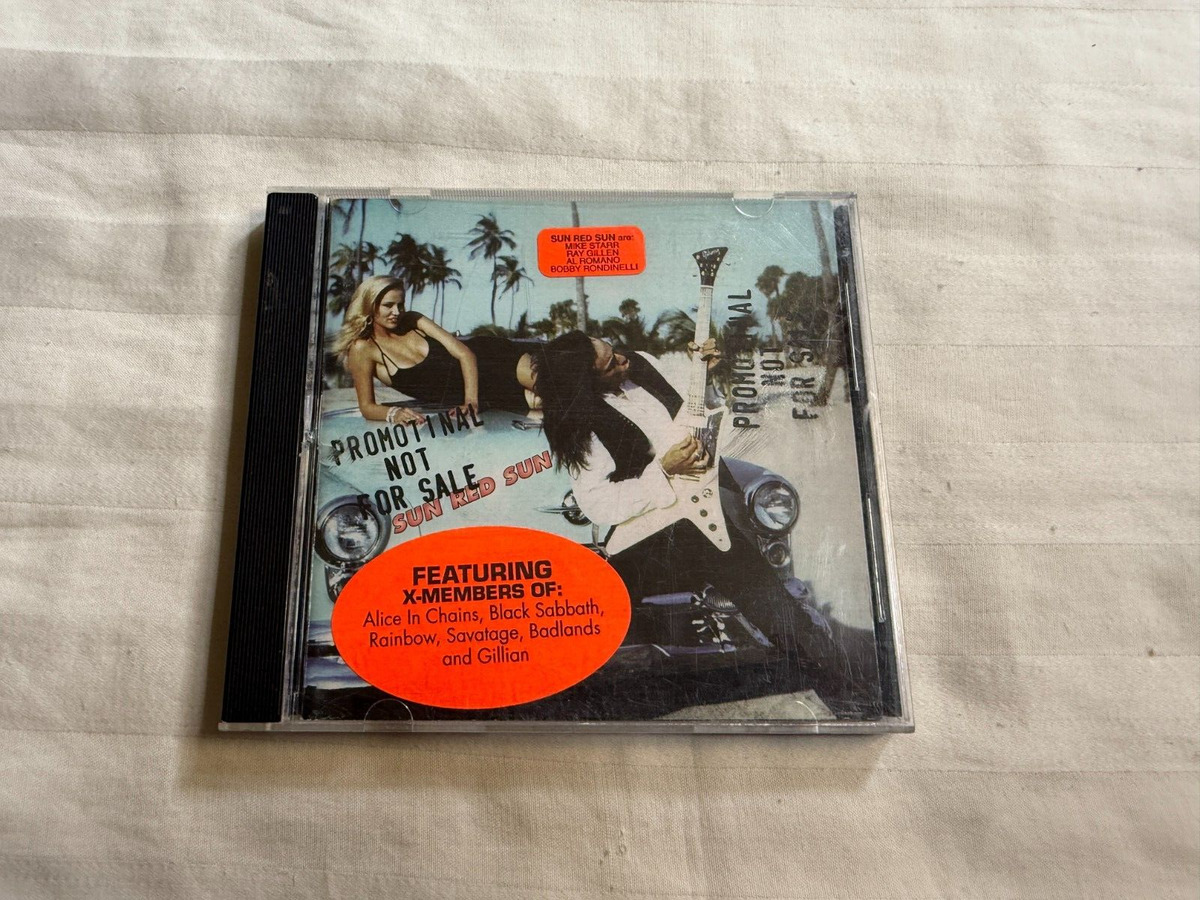 SUN RED SUN are:
MIKE STARR
RAY GILLEN
AL ROMANO
BOBBY RONDINELLI
PROMOTINAL
NOT
FOR SALE
PROMOTINAL
NOT
FOR
SUN RED SUN
FEATURING
X-MEMBERS OF:
Alice In Chains, Black Sabbath,
Rainbow, Savatage, Badlands
and Gillian